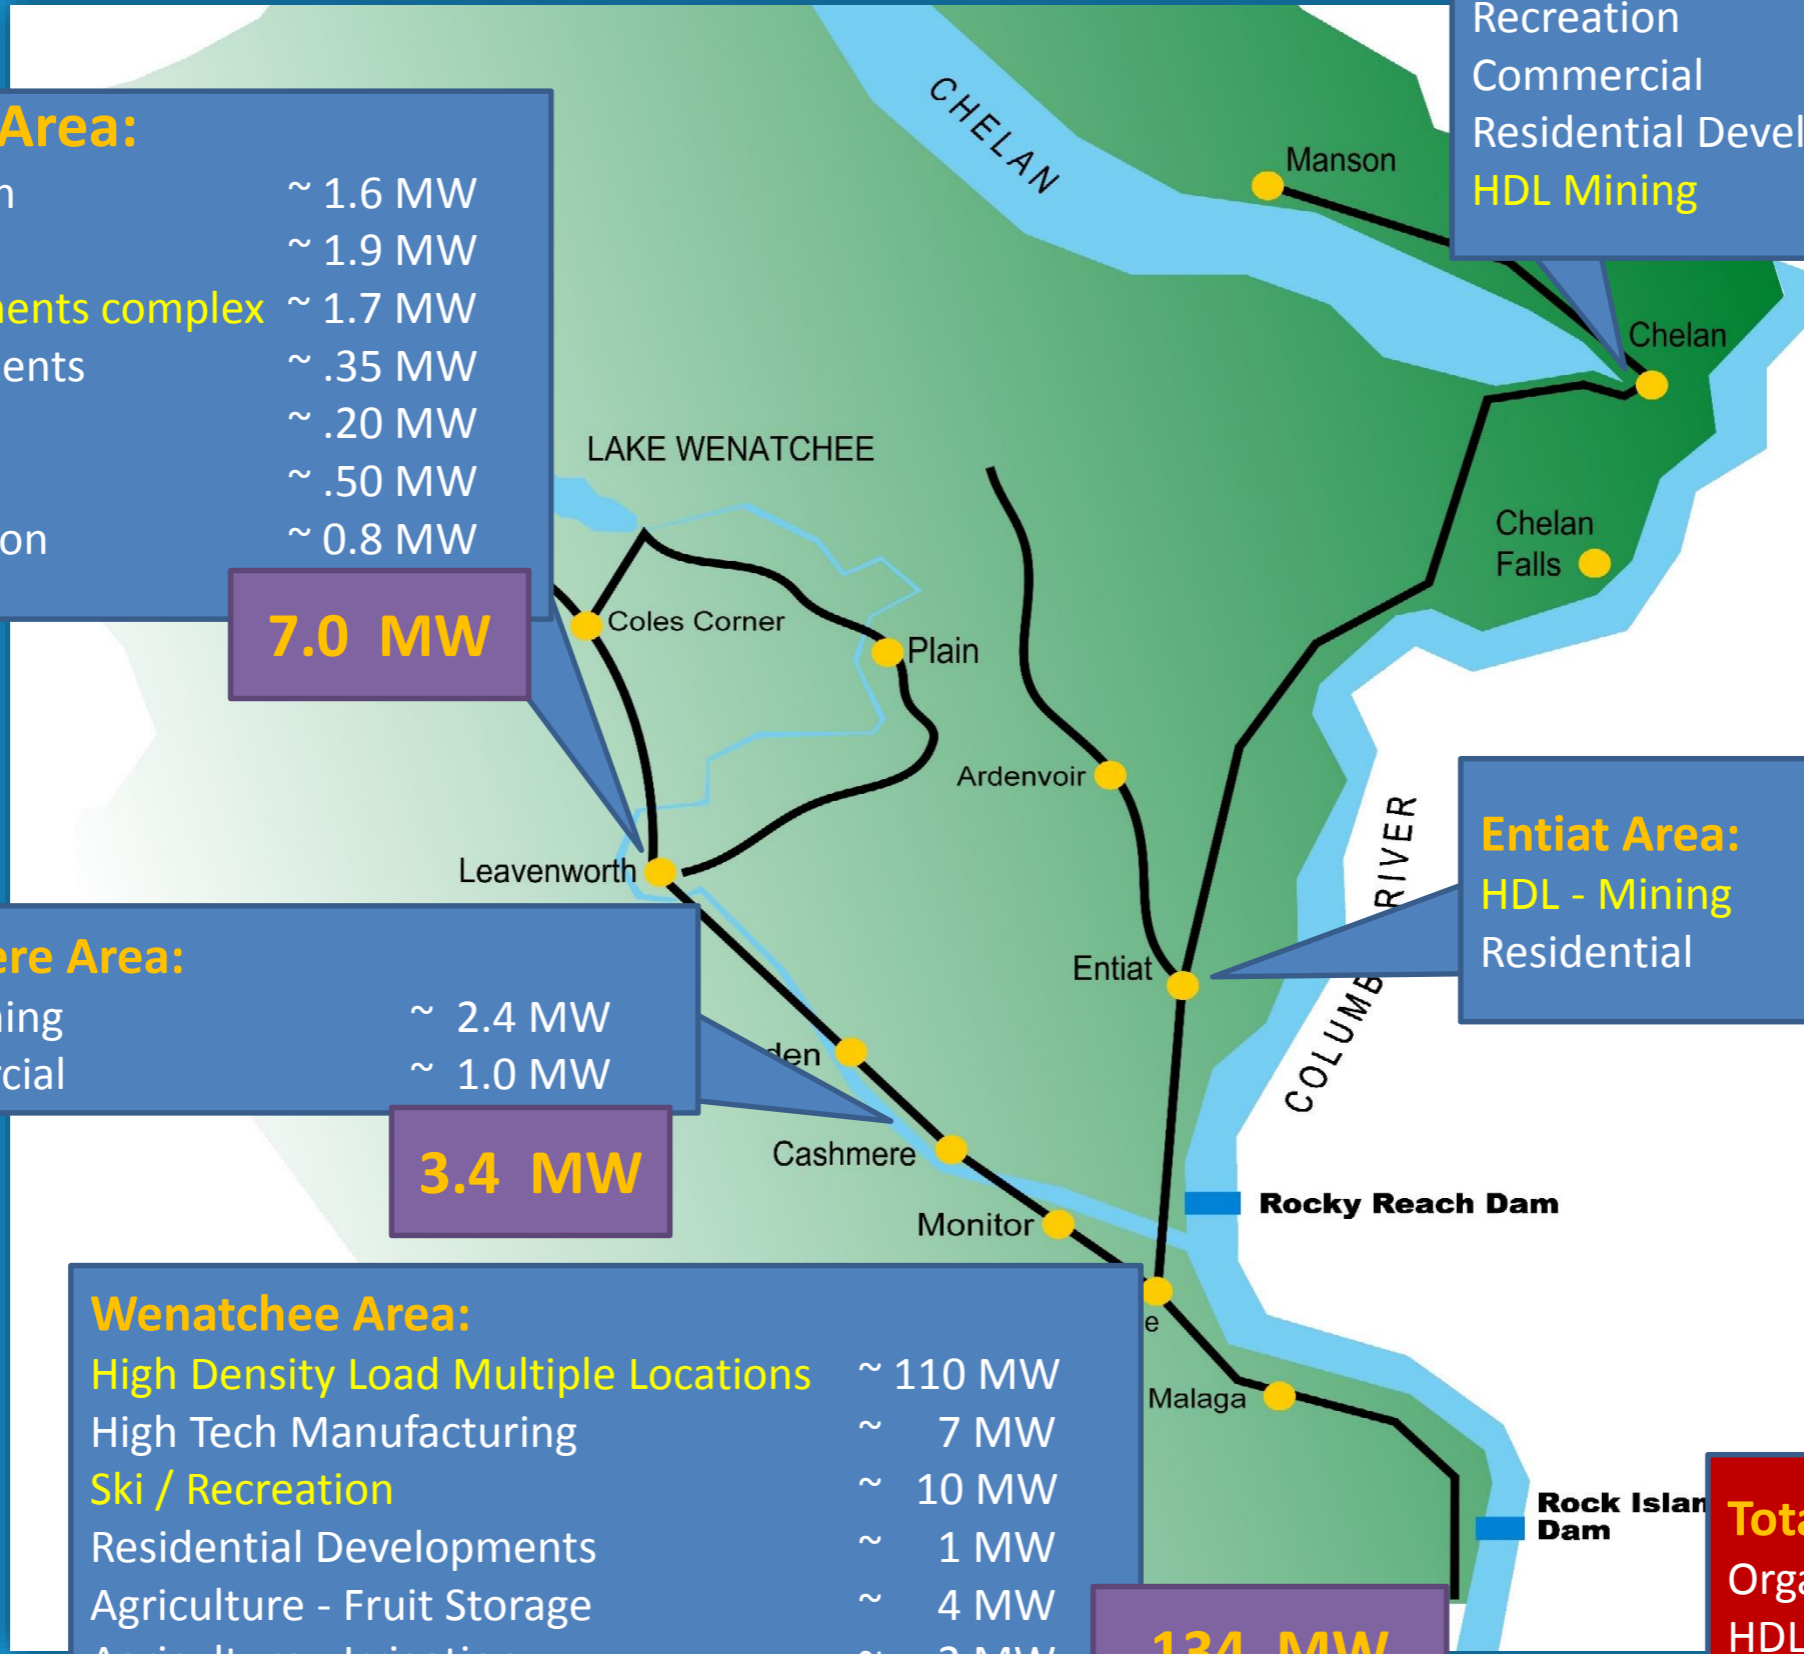 Recreation
Commercial
Residential Devel
HDL Mining
CHELAN
Manson
Chelan
Chelan
Falls
Area:
~ 1.6 MW
~ 1.9 MW
complex ~ 1.7 MW
~ .35 MW
~ .20 MW
~ .50 MW
~ 0.8 MW
7.0 MW
LAKE WENATCHEE
Coles Corner
Plain
Ardenvoir
Leavenworth
Entiat
COLUMB RIVER
Entiat Area:
HDL - Mining
Residential
ere Area:
ning ~ 2.4 MW
rcial ~ 1.0 MW
3.4 MW
den
Cashmere
Monitor
Rocky Reach Dam
e
Malaga
Rock Islan
Dam
Wenatchee Area:
High Density Load Multiple Locations ~ 110 MW
High Tech Manufacturing ~ 7 MW
Ski / Recreation ~ 10 MW
Residential Developments ~ 1 MW
Agriculture - Fruit Storage ~ 4 MW
134 MW
Tota
Orga
HDL